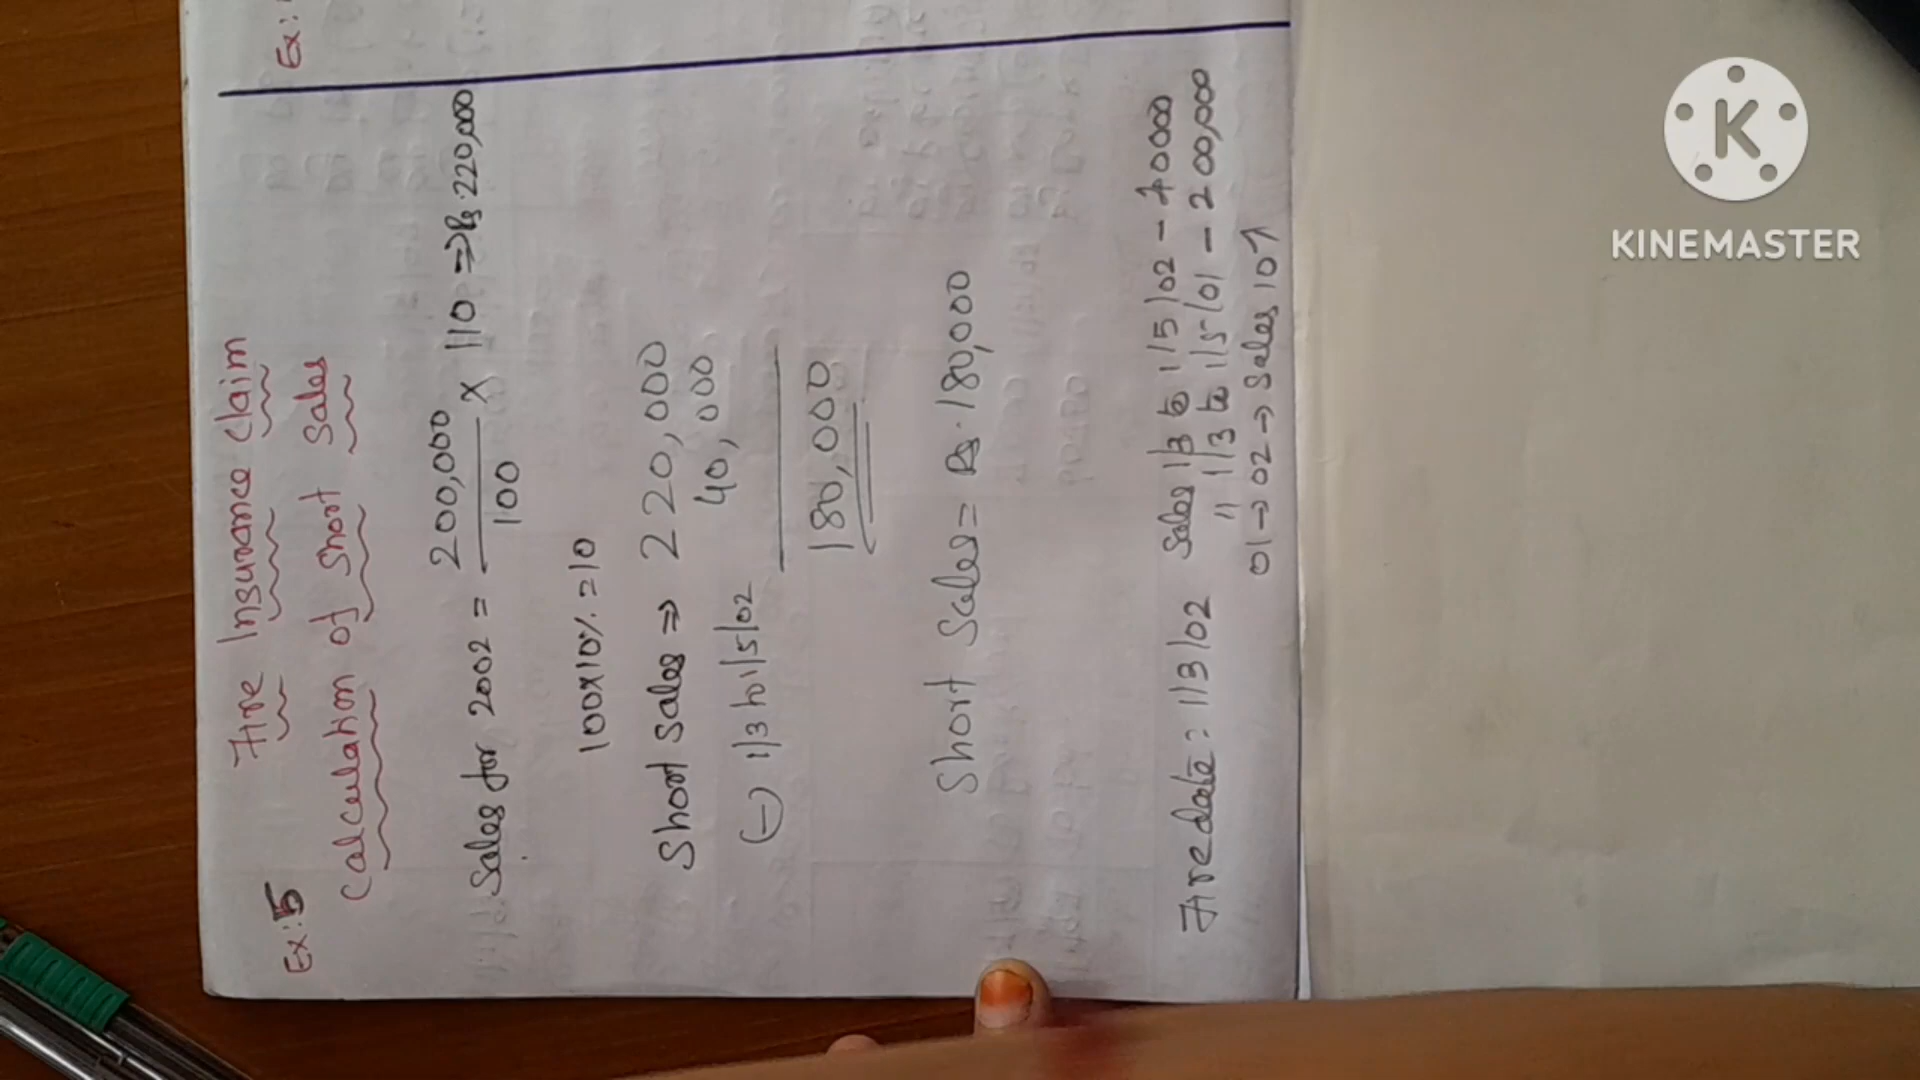 Ex:5 Fire Insurance Claim
Calculation of Short Sales
Sales for 2002 = 200,000 / 100 × 110 ⇒ Rs. 220,000
100×10% = 10
Short Sales ⇒ 220,000
(−) 1/3 to 1/5/02 40,000
180,000
Short Sales = Rs. 180,000
Fire date: 1/3/02 Sales 1/3 to 1/5/02 - 40000
" 1/3 to 1/5/01 - 200,000
01 → 02 → Sales 10↑
Ex:
KINEMASTER